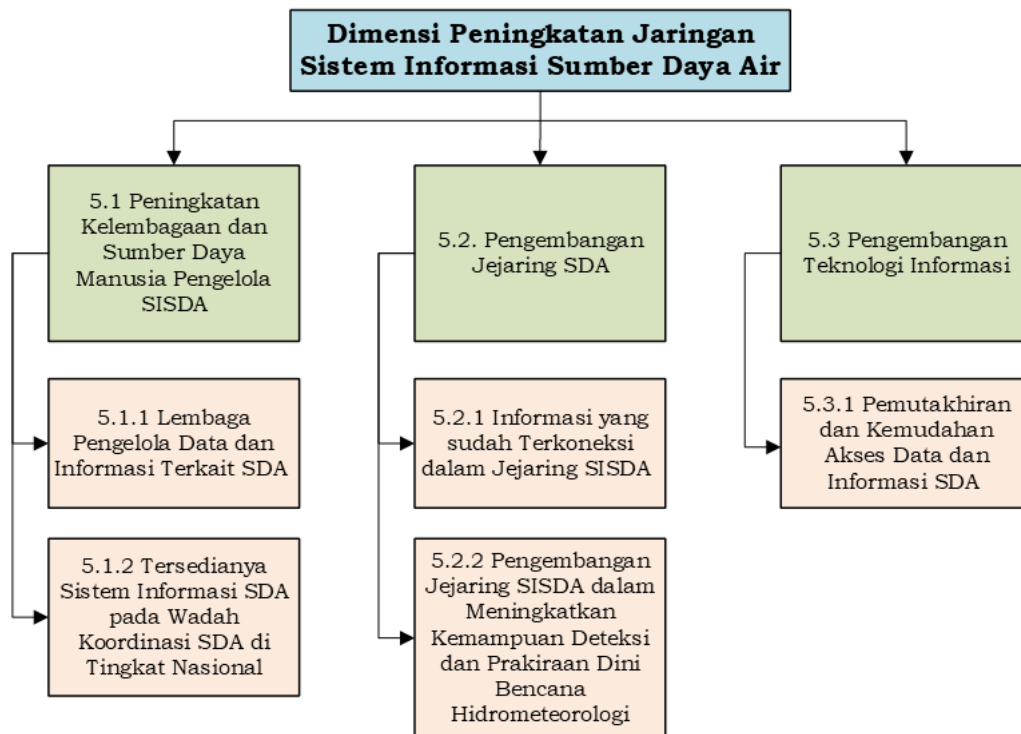 Dimensi Peningkatan Jaringan
Sistem Informasi Sumber Daya Air
5.1 Peningkatan
Kelembagaan dan
Sumber Daya
Manusia Pengelola
SISDA
5.2. Pengembangan
Jejaring SDA
5.3 Pengembangan
Teknologi Informasi
5.1.1 Lembaga
Pengelola Data dan
Informasi Terkait SDA
5.2.1 Informasi yang
sudah Terkoneksi
dalam Jejaring SISDA
5.3.1 Pemutakhiran
dan Kemudahan
Akses Data dan
Informasi SDA
5.1.2 Tersedianya
Sistem Informasi SDA
pada Wadah
Koordinasi SDA di
Tingkat Nasional
5.2.2 Pengembangan
Jejaring SISDA dalam
Meningkatkan
Kemampuan Deteksi
dan Prakiraan Dini
Bencana
Hidrometeorologi